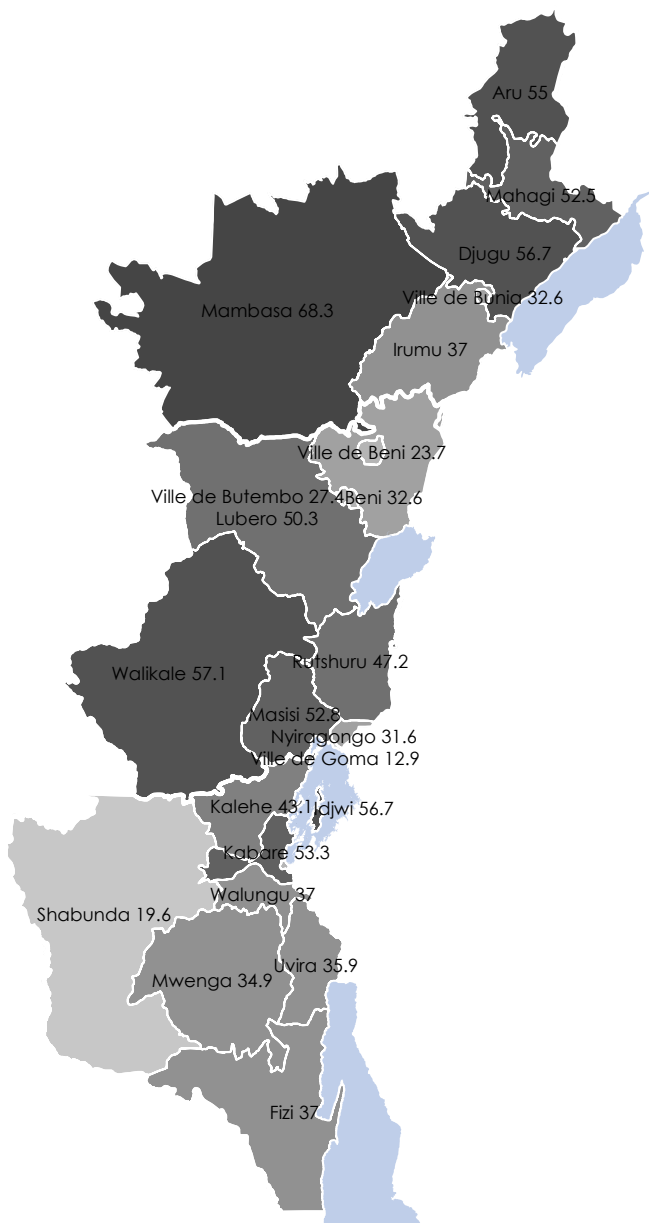 Aru 55
Mahagi 52.5
Djugu 56.7
Ville de Bunia 32.6
Mambasa 68.3
Irumu 37
Ville de Beni 23.7
Ville de Butembo 27.4
Beni 32.6
Lubero 50.3
Rutshuru 47.2
Walikale 57.1
Masisi 52.8
Nyiragongo 31.6
Ville de Goma 12.9
Kalehe 43.1
Idjwi 56.7
Kabare 53.3
Walungu 37
Shabunda 19.6
Uvira 35.9
Mwenga 34.9
Fizi 37